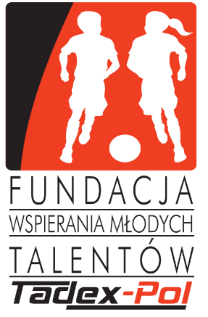 FUNDACJA
WSPIERANIA MŁODYCH
TALENTÓW
Tadex-Pol